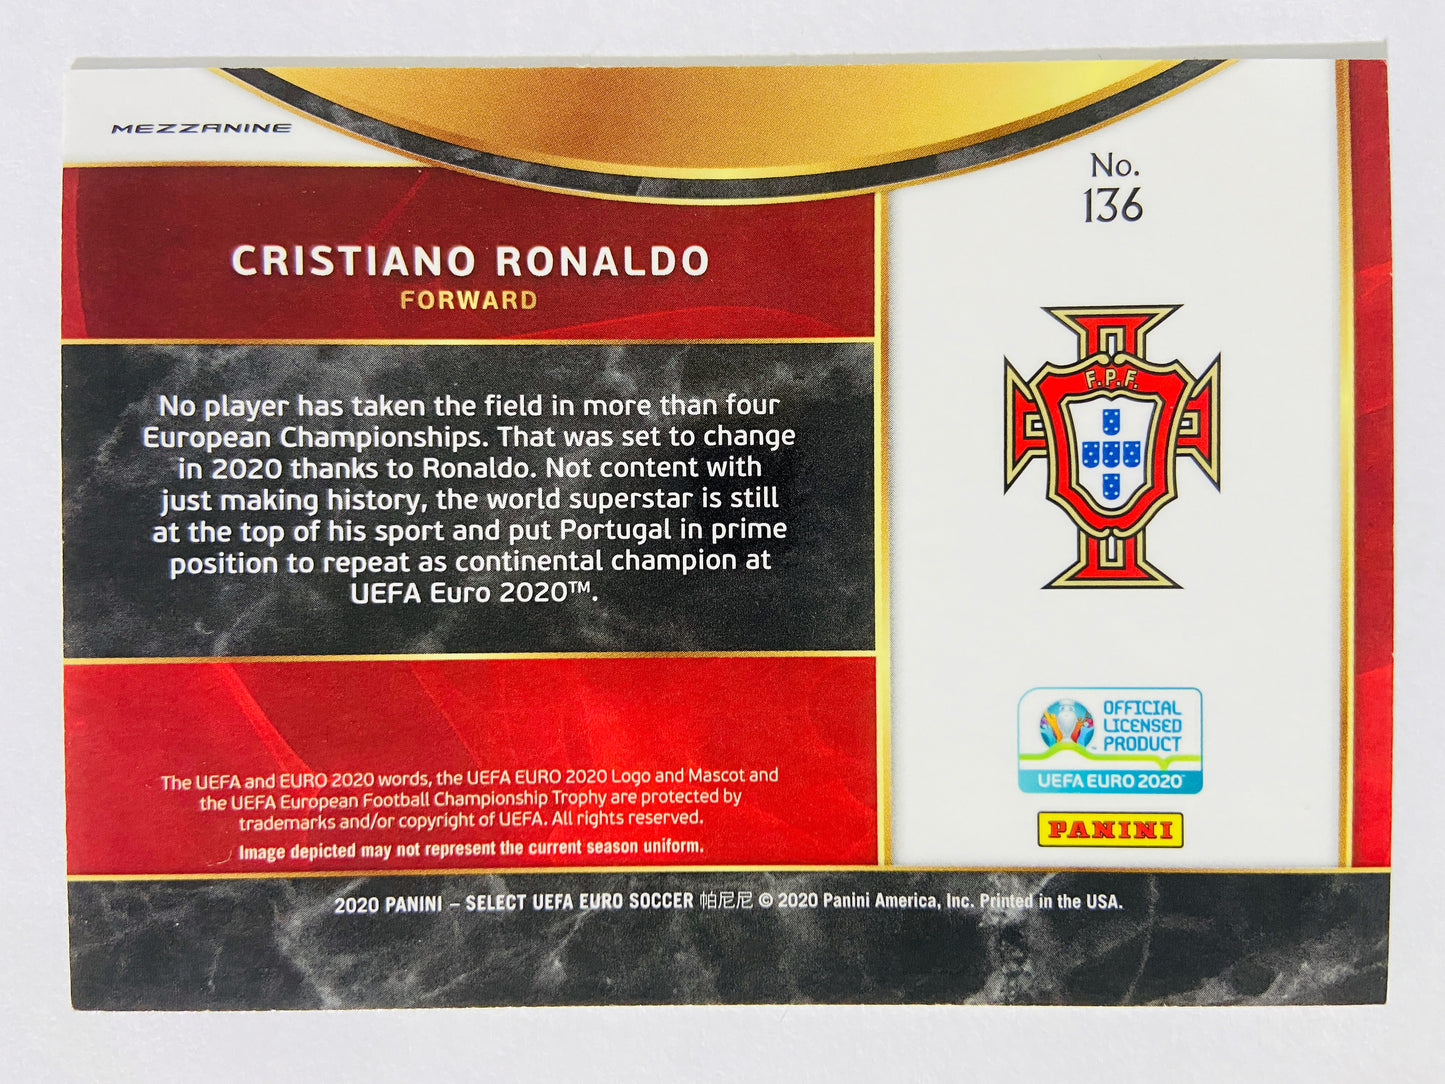 MEZZANINE
No.
136
CRISTIANO RONALDO
FORWARD
No player has taken the field in more than four
European Championships. That was set to change
in 2020 thanks to Ronaldo. Not content with
just making history, the world superstar is still
at the top of his sport and put Portugal in prime
position to repeat as continental champion at
UEFA Euro 2020™.
F.P.F.
OFFICIAL
LICENSED
PRODUCT
UEFA EURO 2020™
PANINI
The UEFA and EURO 2020 words, the UEFA EURO 2020 Logo and Mascot and
the UEFA European Football Championship Trophy are protected by
trademarks and/or copyright of UEFA. All rights reserved.
Image depicted may not represent the current season uniform.
2020 PANINI – SELECT UEFA EURO SOCCER 帕尼尼 © 2020 Panini America, Inc. Printed in the USA.